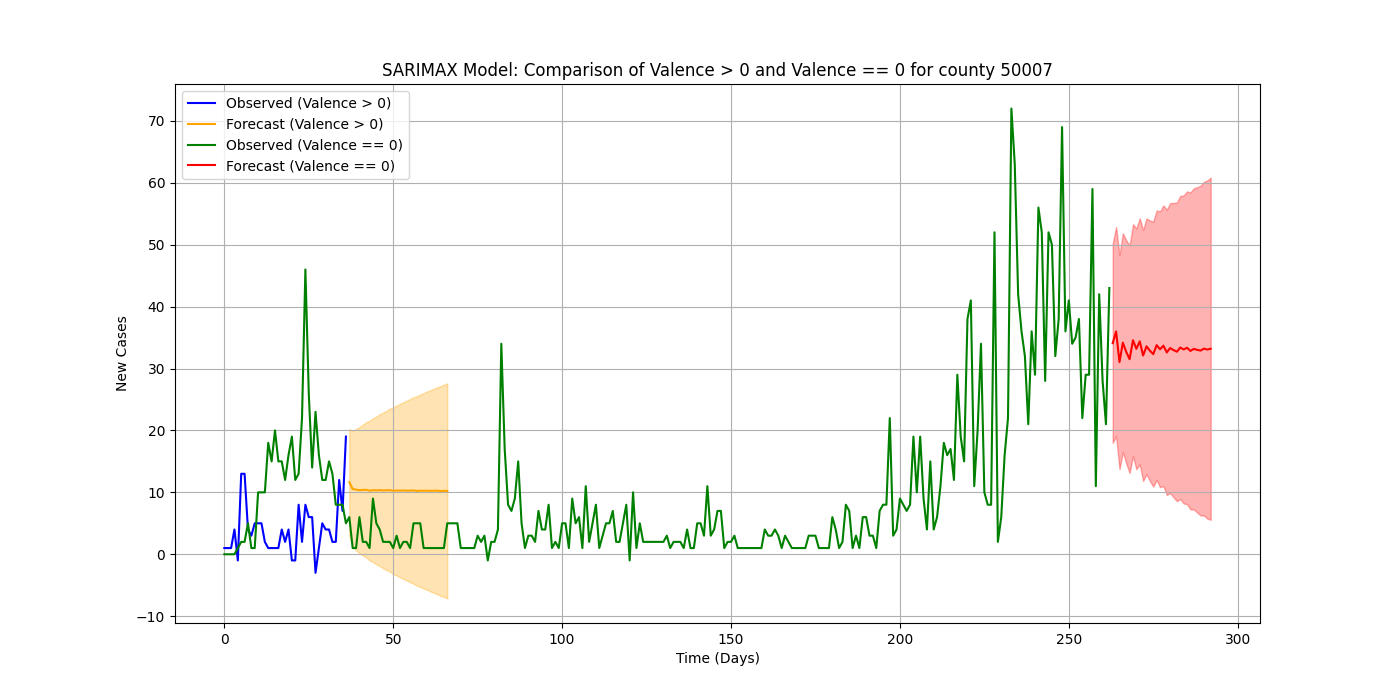 SARIMAX Model: Comparison of Valence > 0 and Valence == 0 for county 50007
Observed (Valence > 0)
Forecast (Valence > 0)
Observed (Valence == 0)
Forecast (Valence == 0)
New Cases
70
60
50
40
30
20
10
0
−10
0 50 100 150 200 250 300
Time (Days)